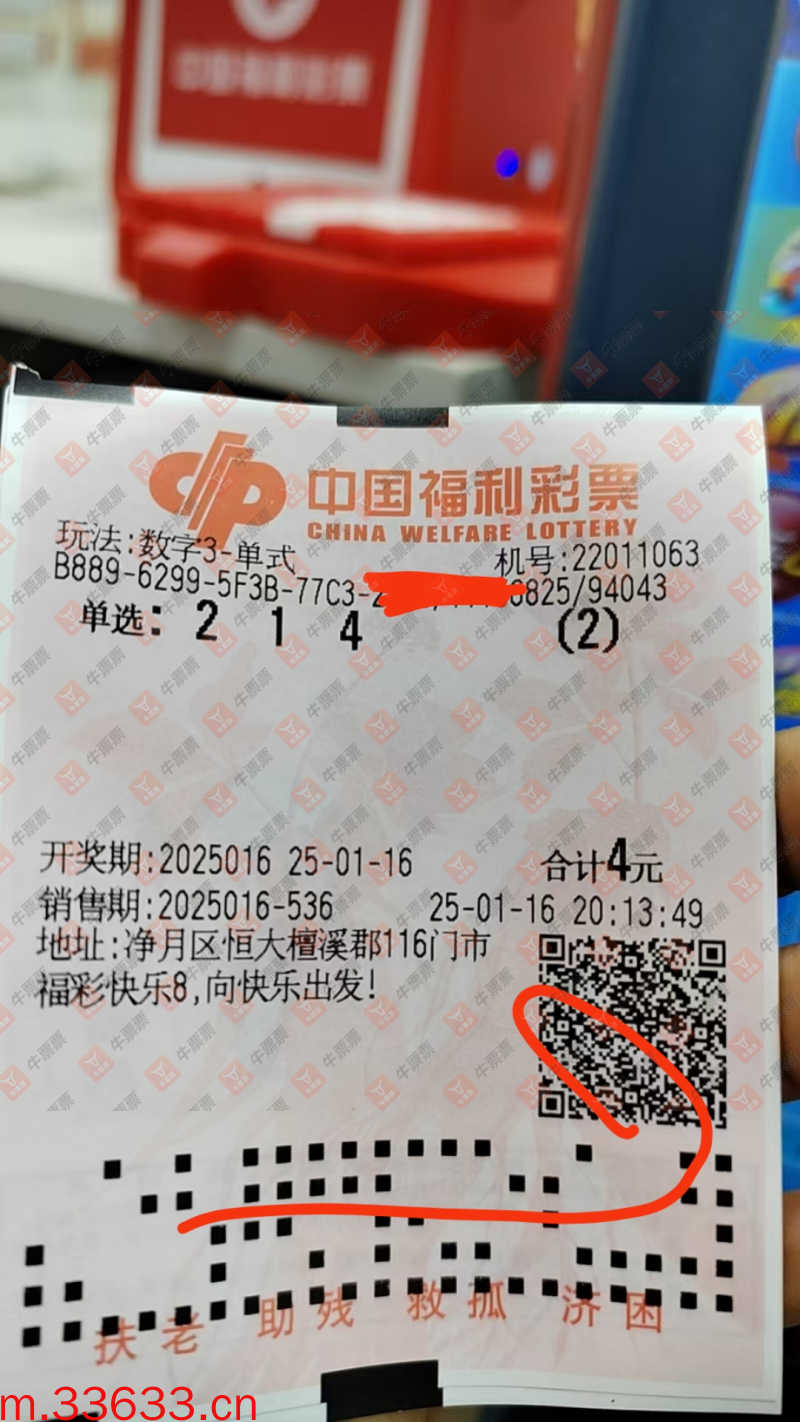 中国福利彩票
CHINA WELFARE LOTTERY
玩法:数字3-单式 机号:22011063
B889-6299-5F3B-77C3-2 6825/94043
单选: 2 1 4 (2)
开奖期:2025016 25-01-16 合计4元
销售期:2025016-536 25-01-16 20:13:49
地址:净月区恒大檀溪郡116门市
福彩快乐8,向快乐出发!
扶老 助残 救孤 济困
牛票票
m.33633.cn